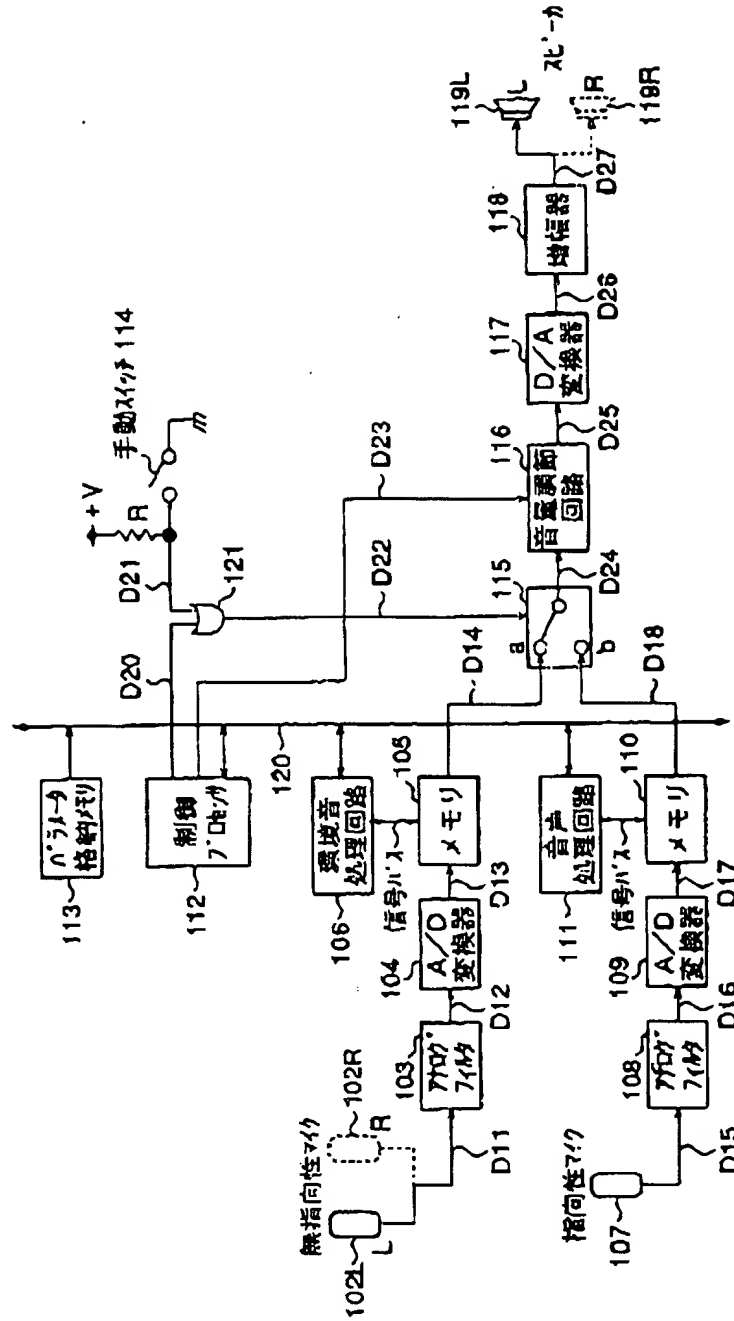 無指向性マイク
102L
L
102R
R
D11
103
アナログ
フィルタ
D12
104
A/D
変換器
D13
105
メモリ
信号バス
106
環境音
処理回路
指向性マイク
107
D15
108
アナログ
フィルタ
D16
109
A/D
変換器
D17
110
メモリ
信号バス
111
音声
処理回路
113
パラメータ
格納メモリ
112
制御
プロセッサ
120
D20
D21
+V
R
手動スイッチ 114
121
D22
D23
D14
D18
a
b
115
D24
116
音量調節
回路
D25
117
D/A
変換器
D26
118
増幅器
D27
119L
L
スピーカ
R
119R